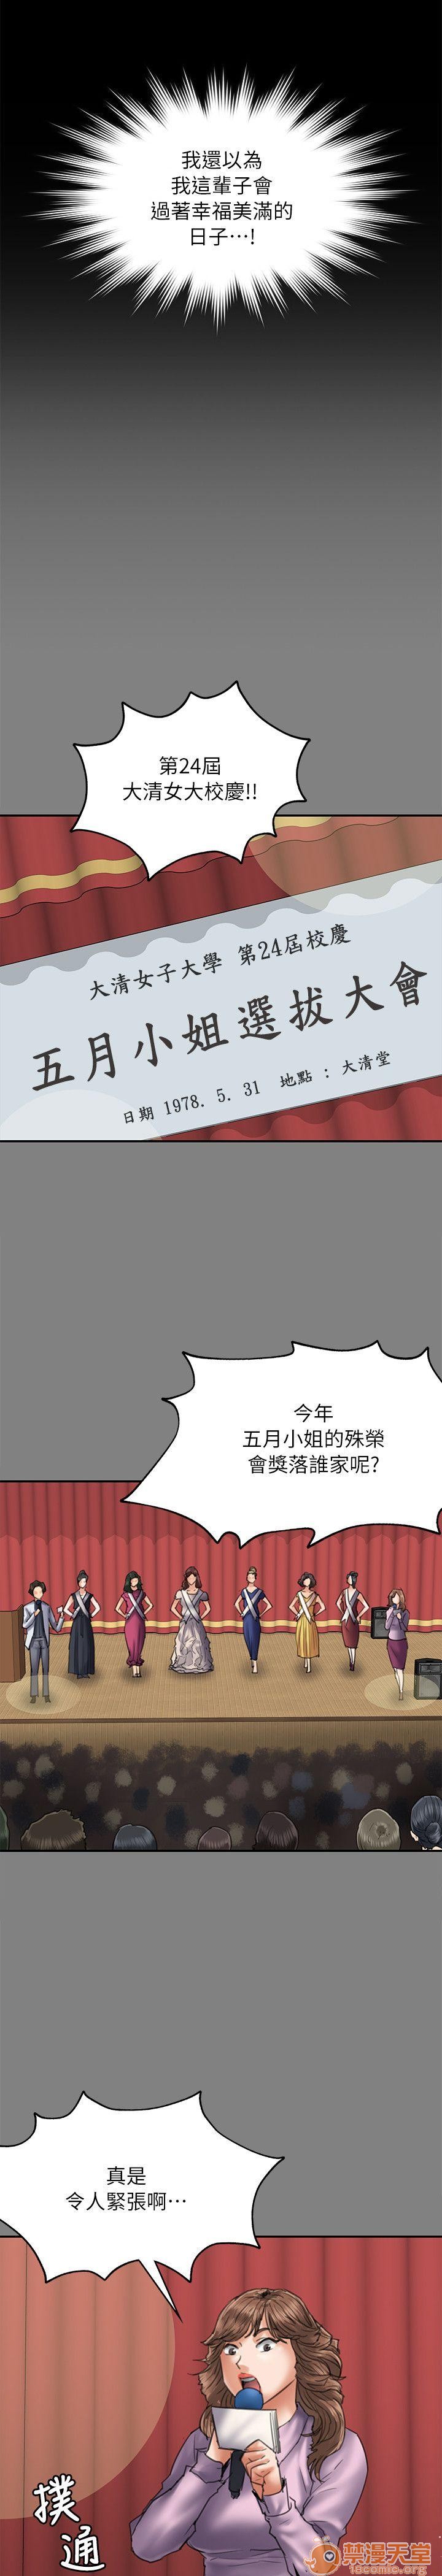 我還以為
我這輩子會
過著幸福美滿的
日子…!
第24屆
大清女大校慶!!
大清女子大學 第24屆校慶
五月小姐選拔大會
日期 1978. 5. 31 地點 : 大清堂
今年
五月小姐的殊榮
會獎落誰家呢?
真是
令人緊張啊…
撲
通
禁漫天堂
18comic.org